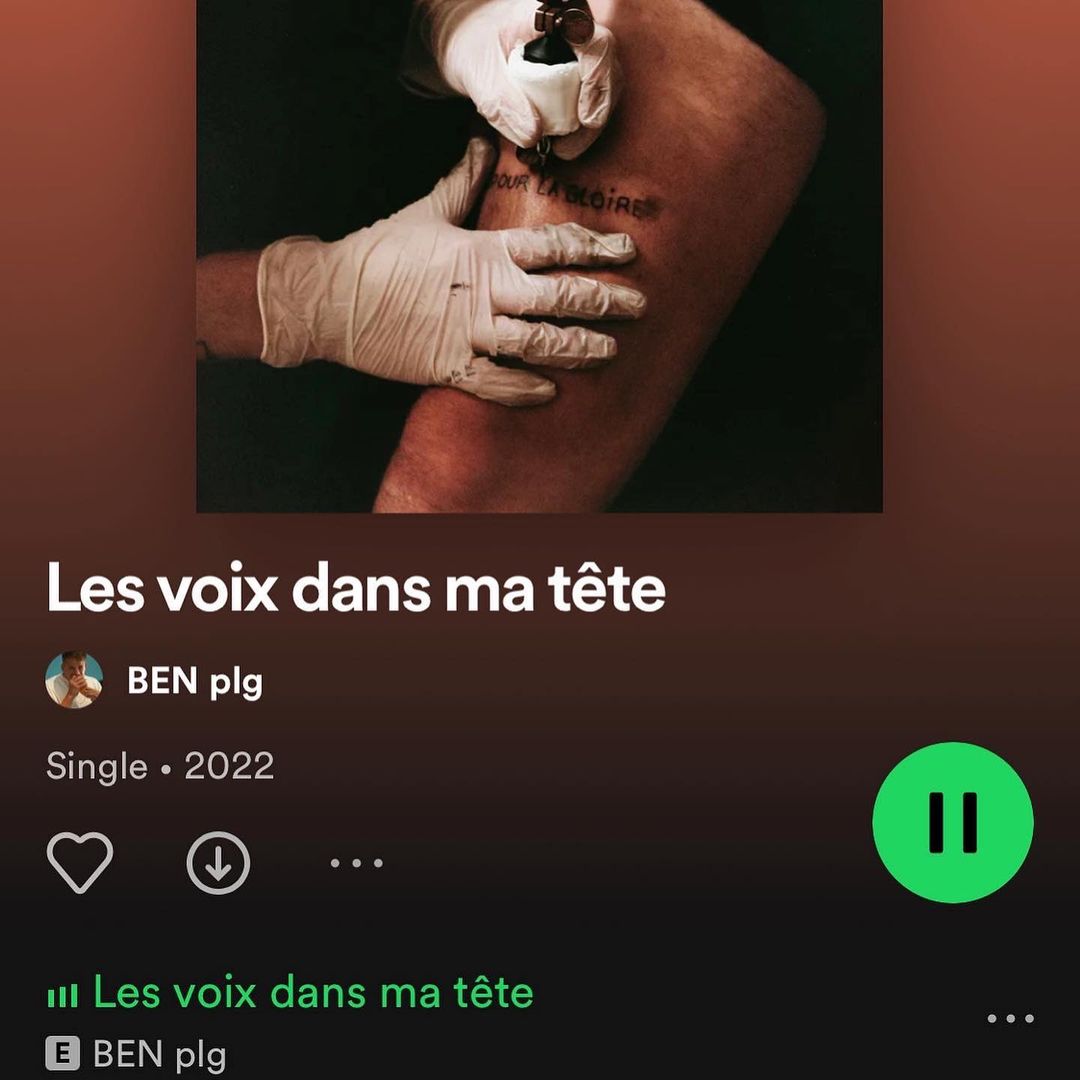 POUR LA GLOiRE
Les voix dans ma tête
BEN plg
Single • 2022
Les voix dans ma tête
E BEN plg